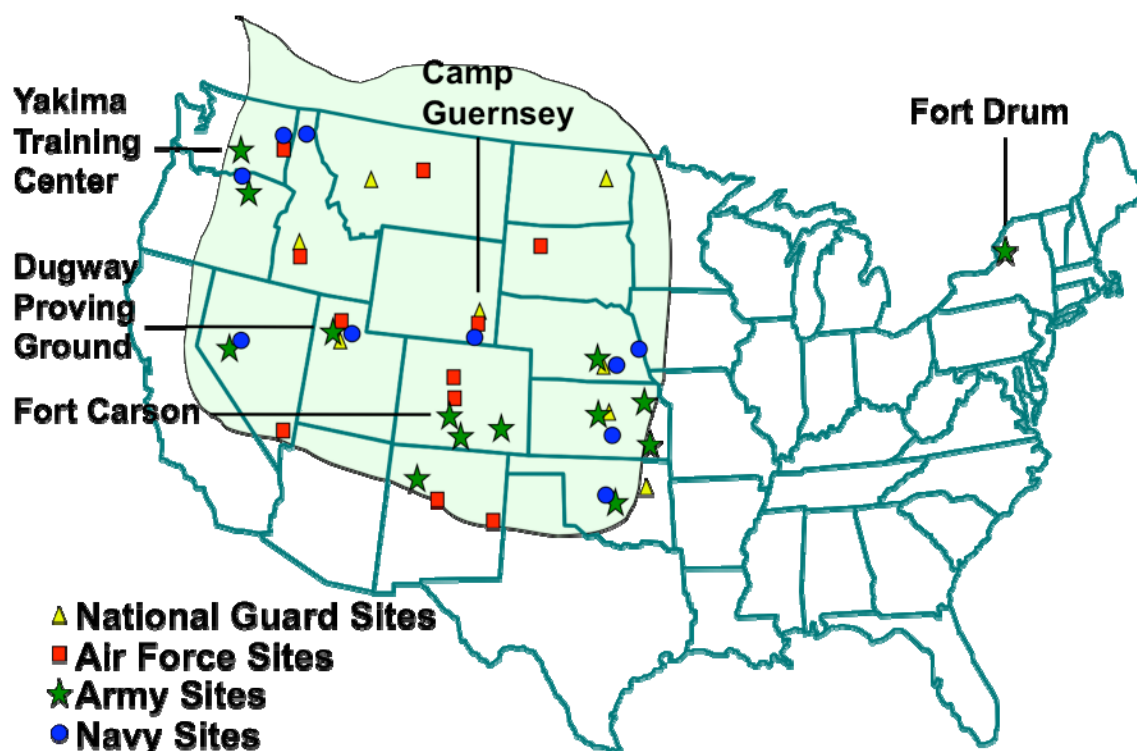 Yakima
Training
Center
Camp
Guernsey
Fort Drum
Dugway
Proving
Ground
Fort Carson
National Guard Sites
Air Force Sites
Army Sites
Navy Sites